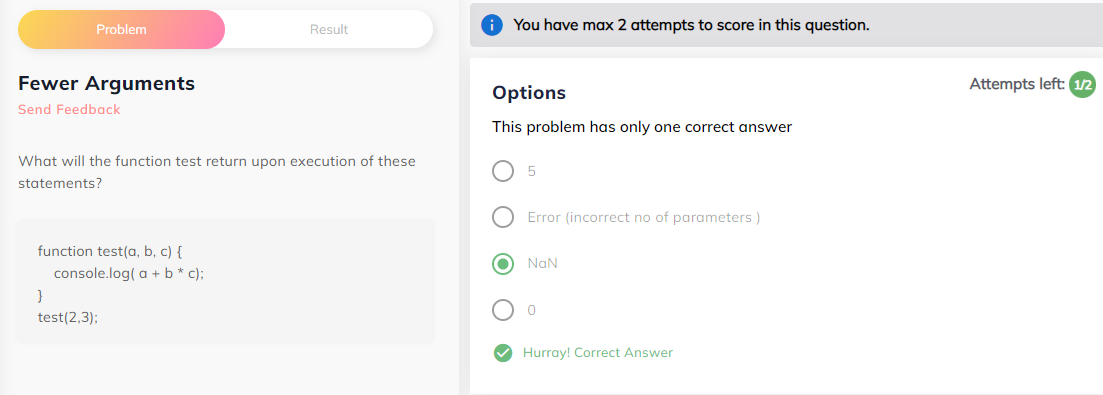 Problem
Result
Fewer Arguments
Send Feedback
What will the function test return upon execution of these
statements?
function test(a, b, c) {
console.log( a + b * c);
}
test(2,3);
i You have max 2 attempts to score in this question.
Options
Attempts left: 1/2
This problem has only one correct answer
5
Error (incorrect no of parameters )
NaN
0
Hurray! Correct Answer